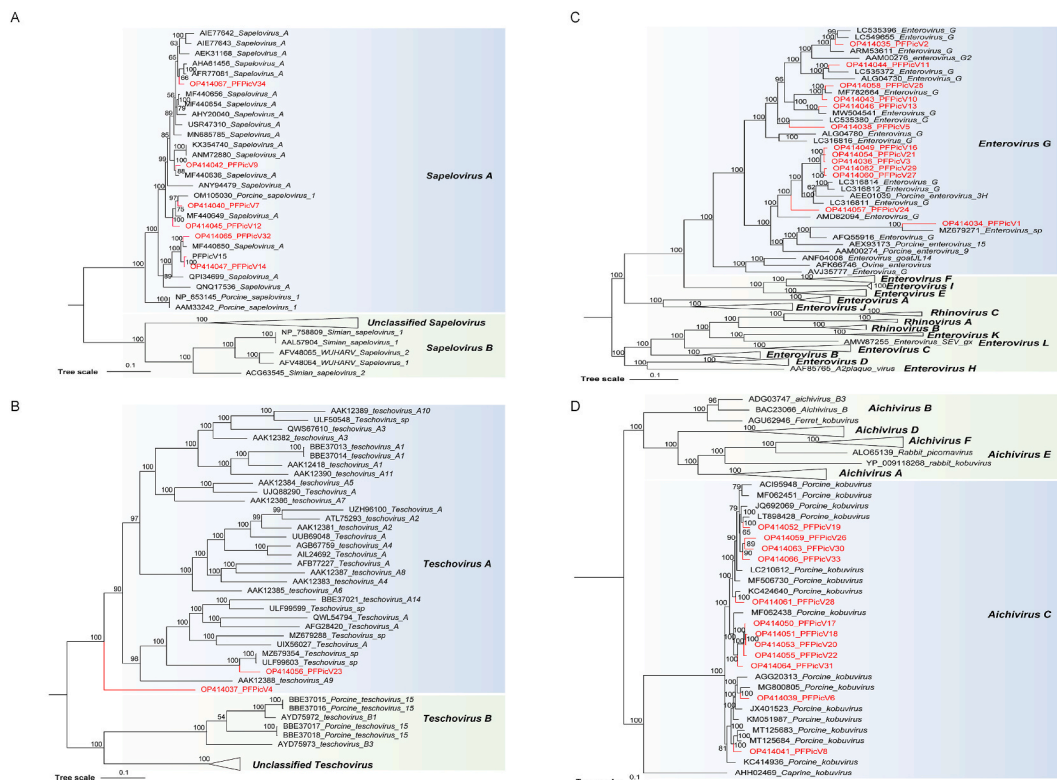 A
AIE77642_Sapelovirus_A
AIE77643_Sapelovirus_A
AEK31168_Sapelovirus_A
AHA81456_Sapelovirus_A
AFR77081_Sapelovirus_A
OP414067_PFPicV34
MF440656_Sapelovirus_A
MF440654_Sapelovirus_A
AHY20040_Sapelovirus_A
USR47310_Sapelovirus_A
MN685785_Sapelovirus_A
KX354740_Sapelovirus_A
ANM72880_Sapelovirus_A
OP414042_PFPicV9
MF440636_Sapelovirus_A
ANY94479_Sapelovirus_A
OM105030_Porcine_sapelovirus_1
OP414040_PFPicV7
MF440649_Sapelovirus_A
OP414045_PFPicV12
OP414065_PFPicV32
MF440650_Sapelovirus_A
PFPicV15
OP414047_PFPicV14
QPI34699_Sapelovirus_A
QNQ17536_Sapelovirus_A
NP_653145_Porcine_sapelovirus_1
AAM33242_Porcine_sapelovirus_1
Sapelovirus A
Unclassified Sapelovirus
NP_758809_Simian_sapelovirus_1
AAL57904_Simian_sapelovirus_1
AFV48065_WUHARV_Sapelovirus_2
AFV48064_WUHARV_Sapelovirus_1
ACG63545_Simian_sapelovirus_2
Sapelovirus B
0.1
Tree scale
B
AAK12389_teschovirus_A10
ULF50548_Teschovirus_sp
QWS67610_teschovirus_A3
AAK12382_teschovirus_A3
BBE37013_teschovirus_A1
BBE37014_teschovirus_A1
AAK12418_teschovirus_A1
AAK12390_teschovirus_A11
AAK12384_teschovirus_A5
UJQ88290_Teschovirus_A
AAK12386_teschovirus_A7
UZH96100_Teschovirus_A
ATL75293_teschovirus_A2
AAK12381_teschovirus_A2
UUB69048_Teschovirus_A
AGB67759_teschovirus_A4
AIL24692_Teschovirus_A
AFB77227_Teschovirus_A
AAK12387_teschovirus_A8
AAK12383_teschovirus_A4
AAK12385_teschovirus_A6
BBE37021_teschovirus_A14
ULF99599_Teschovirus_sp
QWL54794_Teschovirus_A
AFG28420_Teschovirus_A
MZ679288_Teschovirus_sp
UIX56027_Teschovirus_A
MZ679354_Teschovirus_sp
ULF99603_Teschovirus_sp
OP414056_PFPicV23
AAK12388_teschovirus_A9
OP414037_PFPicV4
Teschovirus A
BBE37015_Porcine_teschovirus_15
BBE37016_Porcine_teschovirus_15
AYD75972_teschovirus_B1
BBE37017_Porcine_teschovirus_15
BBE37018_Porcine_teschovirus_15
AYD75973_teschovirus_B3
Teschovirus B
Unclassified Teschovirus
Tree scale 0.1
C
LC535396_Enterovirus_G
LC549655_Enterovirus_G
OP414035_PFPicV2
ARM53611_Enterovirus_G
AAM00276_enterovirus_G2
OP414044_PFPicV11
LC535372_Enterovirus_G
ALG04730_Enterovirus_G
OP414058_PFPicV25
MF782664_Enterovirus_G
OP414043_PFPicV10
OP414046_PFPicV13
MW504541_Enterovirus_G
LC535380_Enterovirus_G
OP414038_PFPicV5
ALG04780_Enterovirus_G
LC316816_Enterovirus_G
OP414049_PFPicV16
OP414054_PFPicV21
OP414036_PFPicV3
OP414062_PFPicV29
OP414060_PFPicV27
LC316814_Enterovirus_G
LC316812_Enterovirus_G
AEE01039_Porcine_enterovirus_3H
LC316811_Enterovirus_G
OP414057_PFPicV24
AMD82094_Enterovirus_G
OP414034_PFPicV1
MZ679271_Enterovirus_sp
AFQ55916_Enterovirus_G
AEX93173_Porcine_enterovirus_15
AAM00274_Porcine_enterovirus_9
ANF04008_Enterovirus_goat/JL14
AFK66746_Ovine_enterovirus
AVJ35777_Enterovirus_G
Enterovirus G
Enterovirus F
Enterovirus I
Enterovirus E
Enterovirus A
Enterovirus J
Rhinovirus C
Rhinovirus A
Rhinovirus B
Enterovirus K
AMW87255_Enterovirus_SEV_gx
Enterovirus L
Enterovirus C
Enterovirus B
Enterovirus D
AAF85765_A2plaque_virus
Enterovirus H
0.1
Tree scale
D
ADG03747_aichivirus_B3
BAC23066_Aichivirus_B
AGU62946_Ferret_kobuvirus
Aichivirus B
Aichivirus D
Aichivirus F
ALO65139_Rabbit_picornavirus
Aichivirus E
YP_009118268_rabbit_kobuvirus
Aichivirus A
ACI95948_Porcine_kobuvirus
MF062451_Porcine_kobuvirus
JQ692069_Porcine_kobuvirus
LT898428_Porcine_kobuvirus
OP414052_PFPicV19
OP414059_PFPicV26
OP414063_PFPicV30
OP414066_PFPicV33
LC210612_Porcine_kobuvirus
MF506730_Porcine_kobuvirus
KC424640_Porcine_kobuvirus
OP414061_PFPicV28
MF062438_Porcine_kobuvirus
OP414050_PFPicV17
OP414051_PFPicV18
OP414053_PFPicV20
OP414055_PFPicV22
OP414064_PFPicV31
AGG20313_Porcine_kobuvirus
MG800805_Porcine_kobuvirus
OP414039_PFPicV6
JX401523_Porcine_kobuvirus
KM051987_Porcine_kobuvirus
MT125683_Porcine_kobuvirus
MT125684_Porcine_kobuvirus
OP414041_PFPicV8
KC414936_Porcine_kobuvirus
AHH02469_Caprine_kobuvirus
Aichivirus C
0.1